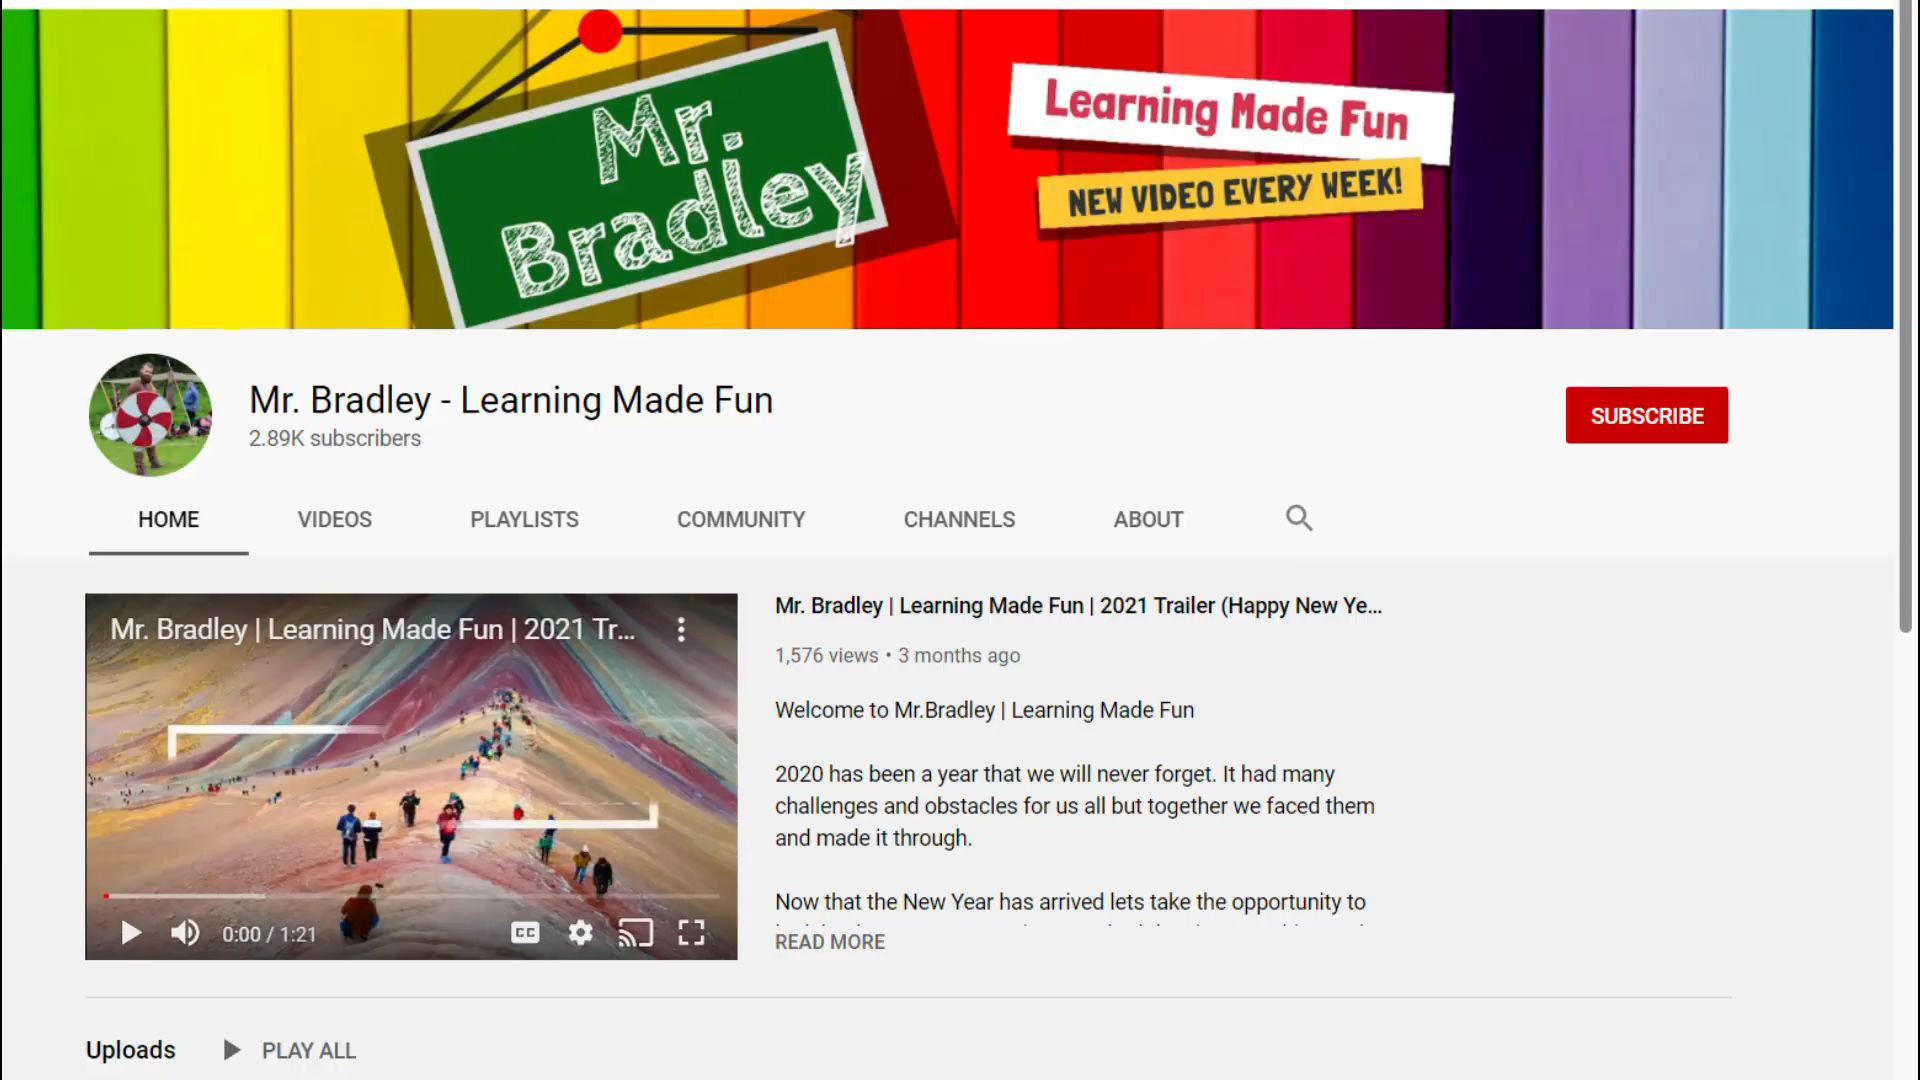 Mr.
Bradley
Learning Made Fun
NEW VIDEO EVERY WEEK!
Mr. Bradley - Learning Made Fun
2.89K subscribers
SUBSCRIBE
HOME VIDEOS PLAYLISTS COMMUNITY CHANNELS ABOUT
Mr. Bradley | Learning Made Fun | 2021 Tr...
0:00 / 1:21
CC
Mr. Bradley | Learning Made Fun | 2021 Trailer (Happy New Ye...
1,576 views • 3 months ago
Welcome to Mr.Bradley | Learning Made Fun
2020 has been a year that we will never forget. It had many
challenges and obstacles for us all but together we faced them
and made it through.
Now that the New Year has arrived lets take the opportunity to
READ MORE
Uploads PLAY ALL